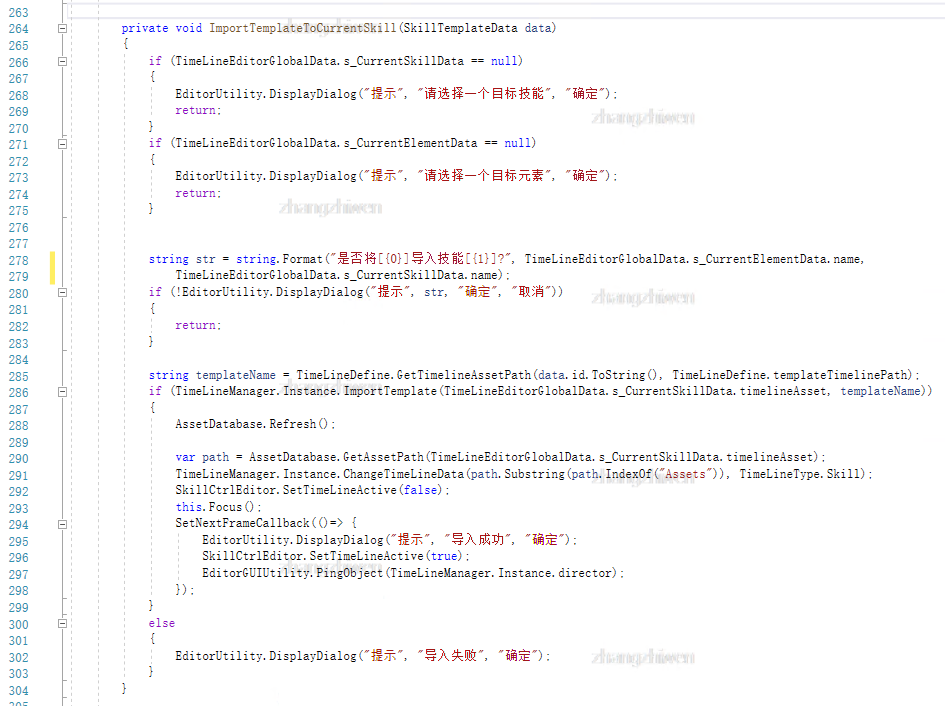 263
264 private void ImportTemplateToCurrentSkill(SkillTemplateData data)
265 {
266 if (TimeLineEditorGlobalData.s_CurrentSkillData == null)
267 {
268 EditorUtility.DisplayDialog("提示", "请选择一个目标技能", "确定");
269 return;
270 }
271 if (TimeLineEditorGlobalData.s_CurrentElementData == null)
272 {
273 EditorUtility.DisplayDialog("提示", "请选择一个目标元素", "确定");
274 return;
275 }
276
277
278 string str = string.Format("是否将[{0}]导入技能[{1}]?", TimeLineEditorGlobalData.s_CurrentElementData.name,
279 TimeLineEditorGlobalData.s_CurrentSkillData.name);
280 if (!EditorUtility.DisplayDialog("提示", str, "确定", "取消"))
281 {
282 return;
283 }
284
285 string templateName = TimeLineDefine.GetTimelineAssetPath(data.id.ToString(), TimeLineDefine.templateTimelinePath);
286 if (TimeLineManager.Instance.ImportTemplate(TimeLineEditorGlobalData.s_CurrentSkillData.timelineAsset, templateName))
287 {
288 AssetDatabase.Refresh();
289
290 var path = AssetDatabase.GetAssetPath(TimeLineEditorGlobalData.s_CurrentSkillData.timelineAsset);
291 TimeLineManager.Instance.ChangeTimeLineData(path.Substring(path.IndexOf("Assets")), TimeLineType.Skill);
292 SkillCtrlEditor.SetTimeLineActive(false);
293 this.Focus();
294 SetNextFrameCallback(()=> {
295 EditorUtility.DisplayDialog("提示", "导入成功", "确定");
296 SkillCtrlEditor.SetTimeLineActive(true);
297 EditorGUIUtility.PingObject(TimeLineManager.Instance.director);
298 });
299 }
300 else
301 {
302 EditorUtility.DisplayDialog("提示", "导入失败", "确定");
303 }
304 }
zhangzhiwen
zhangzhiwen
zhangzhiwen
zhangzhiwen
zhangzhiwen
zhangzhiwen
zhangzhiwen
zhangzhiwen